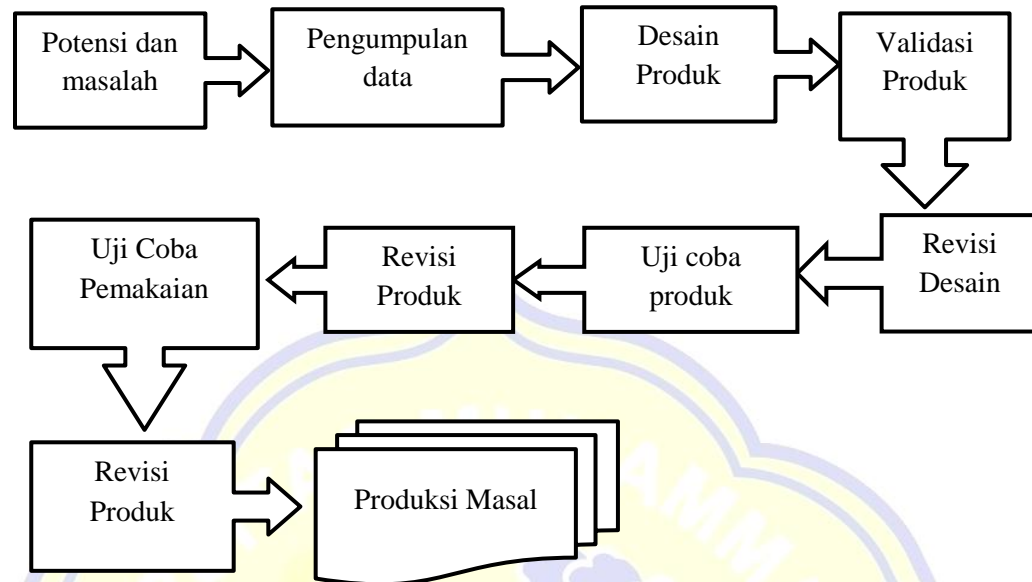 Potensi dan
masalah
Pengumpulan
data
Desain
Produk
Validasi
Produk
Uji Coba
Pemakaian
Revisi
Produk
Uji coba
produk
Revisi
Desain
Revisi
Produk
Produksi Masal